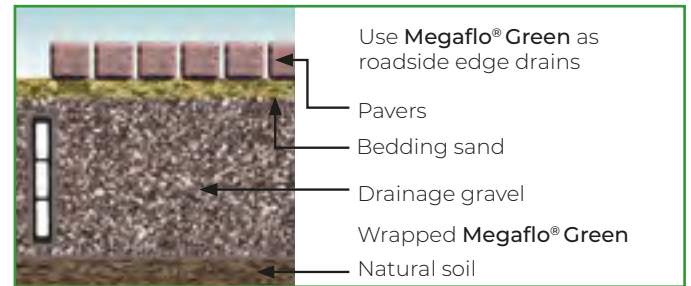 Use Megaflo® Green as
roadside edge drains
Pavers
Bedding sand
Drainage gravel
Wrapped Megaflo® Green
Natural soil